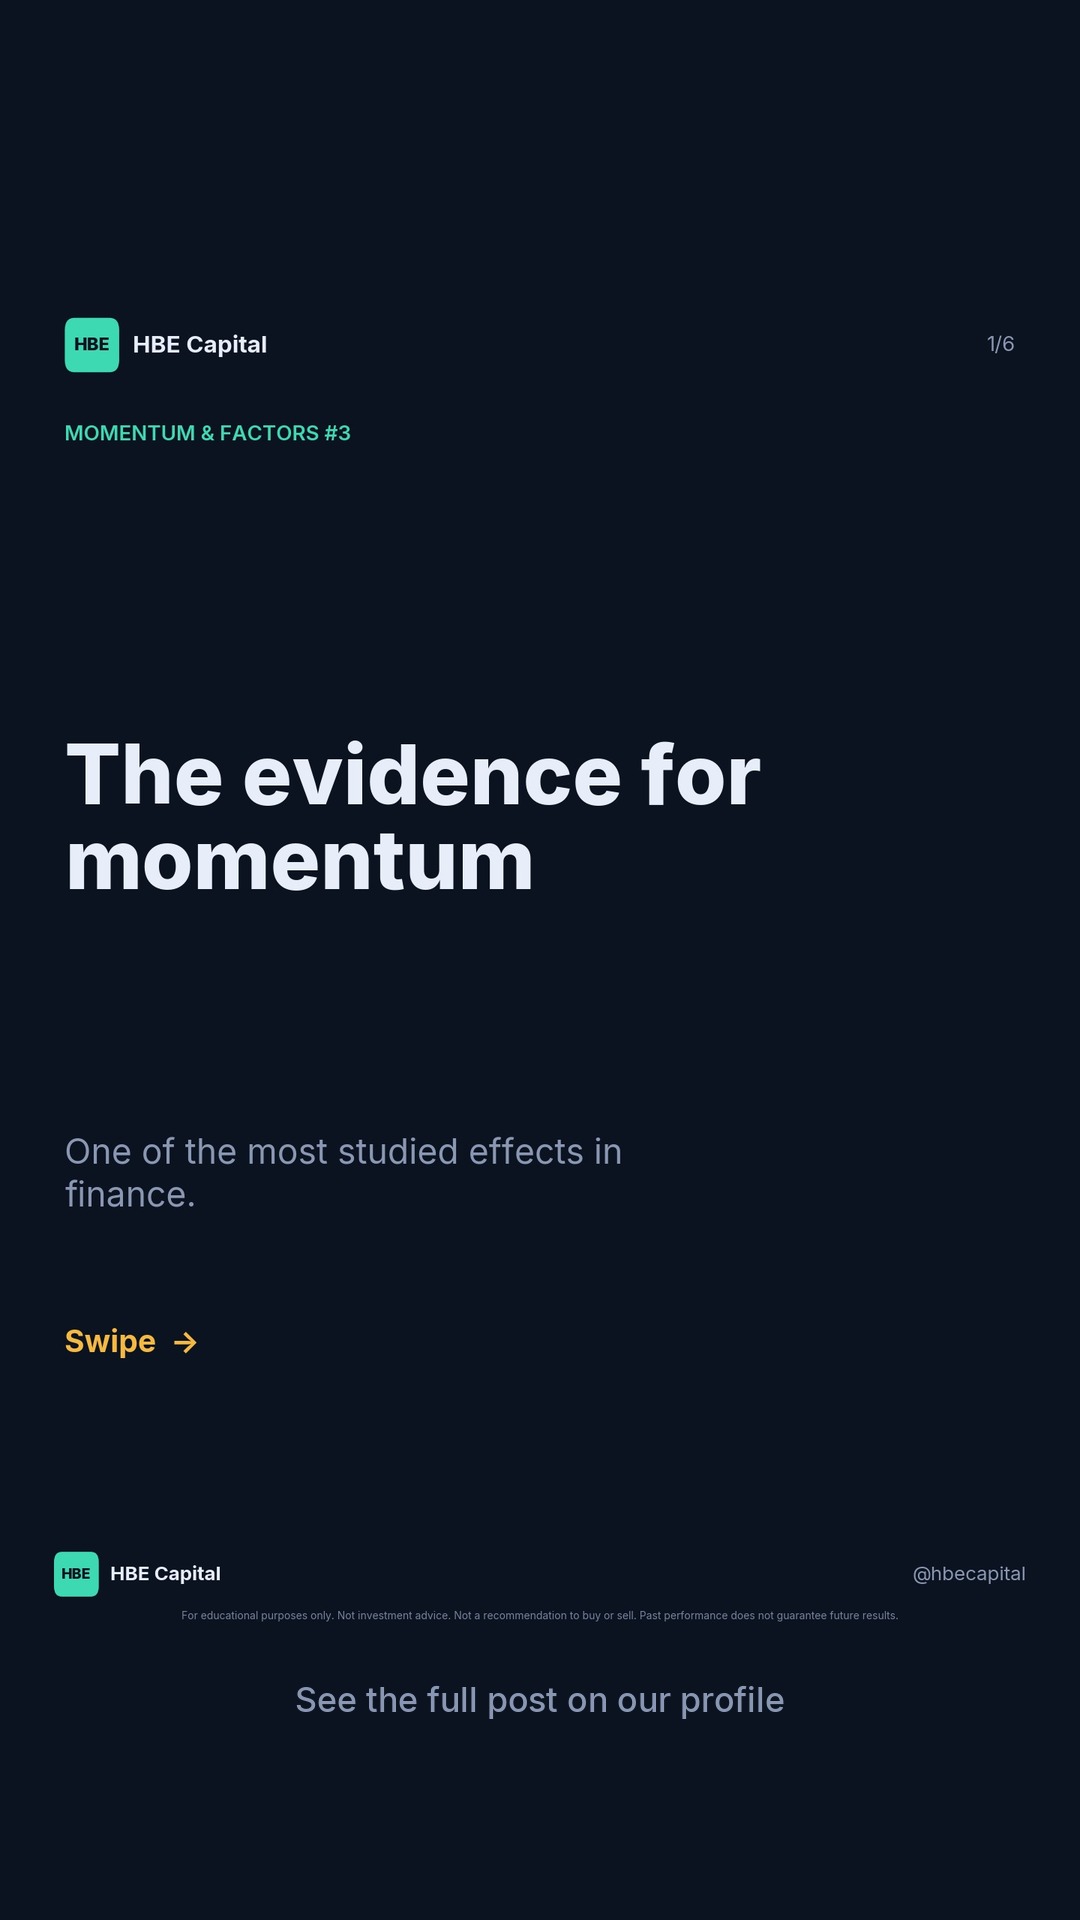 HBE HBE Capital 1/6
MOMENTUM & FACTORS #3
The evidence for
momentum
One of the most studied effects in
finance.
Swipe →
HBE HBE Capital @hbecapital
For educational purposes only. Not investment advice. Not a recommendation to buy or sell. Past performance does not guarantee future results.
See the full post on our profile